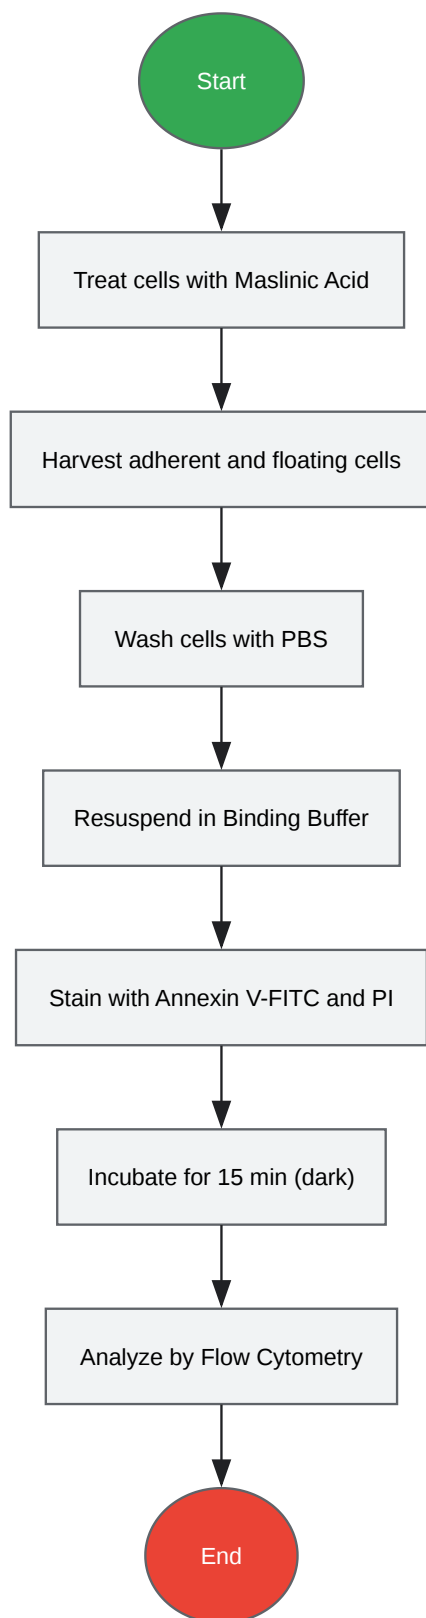 Start
Treat cells with Maslinic Acid
Harvest adherent and floating cells
Wash cells with PBS
Resuspend in Binding Buffer
Stain with Annexin V-FITC and PI
Incubate for 15 min (dark)
Analyze by Flow Cytometry
End